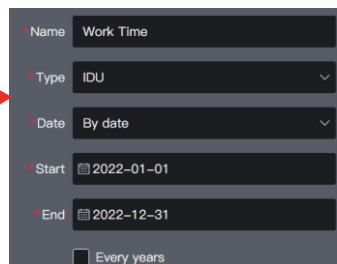 * Name Work Time
* Type IDU
* Date By date
* Start 2022-01-01
* End 2022-12-31
Every years